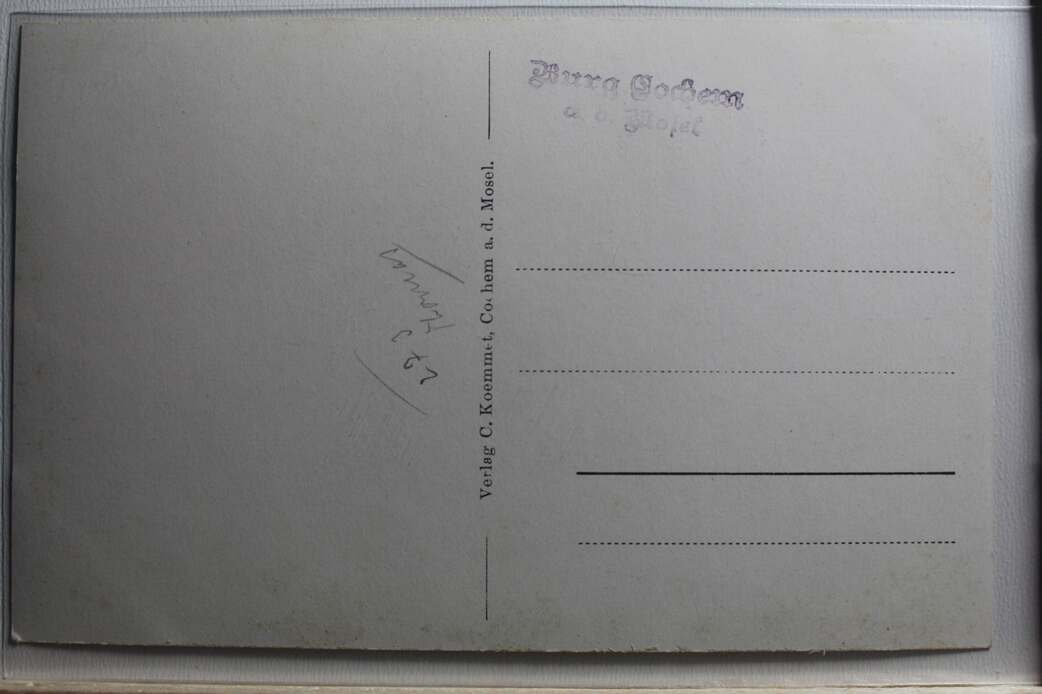 Burg Cochem
a. d. Mosel
Verlag C. Koemmet, Cochem a. d. Mosel.